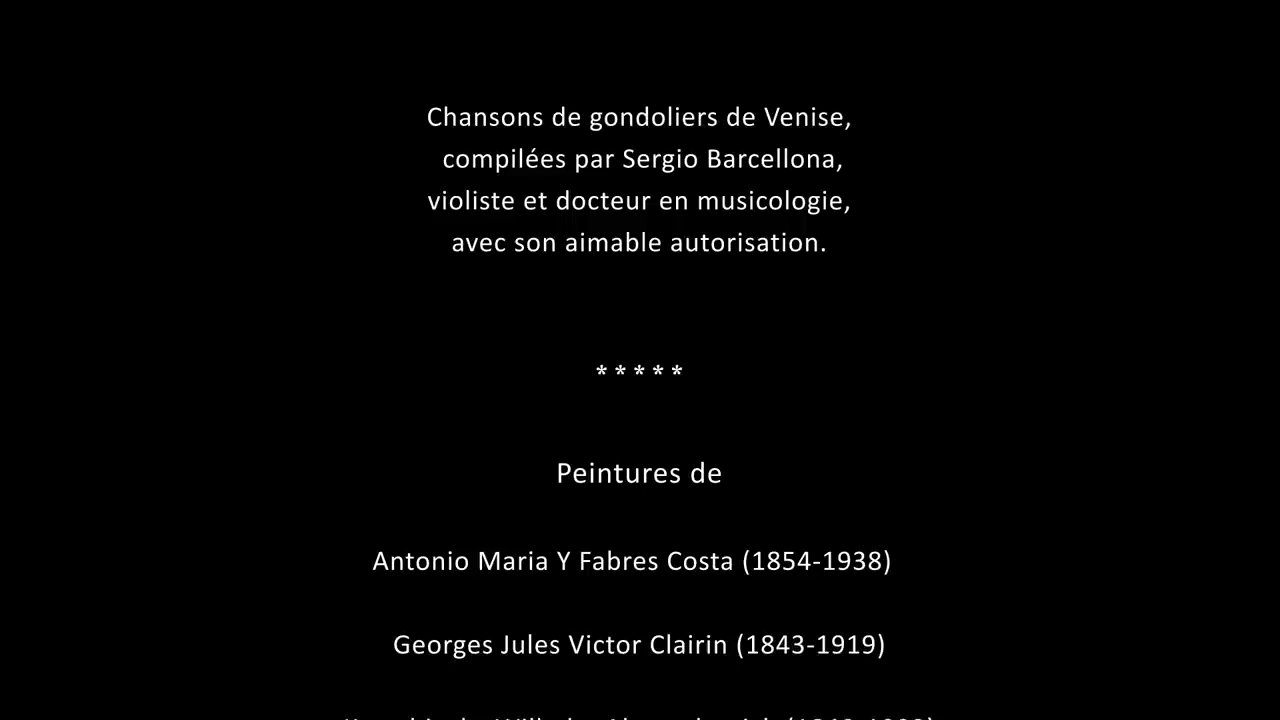 Chansons de gondoliers de Venise,
compilées par Sergio Barcellona,
violiste et docteur en musicologie,
avec son aimable autorisation.
* * * * *
Peintures de
Antonio Maria Y Fabres Costa (1854-1938)
Georges Jules Victor Clairin (1843-1919)